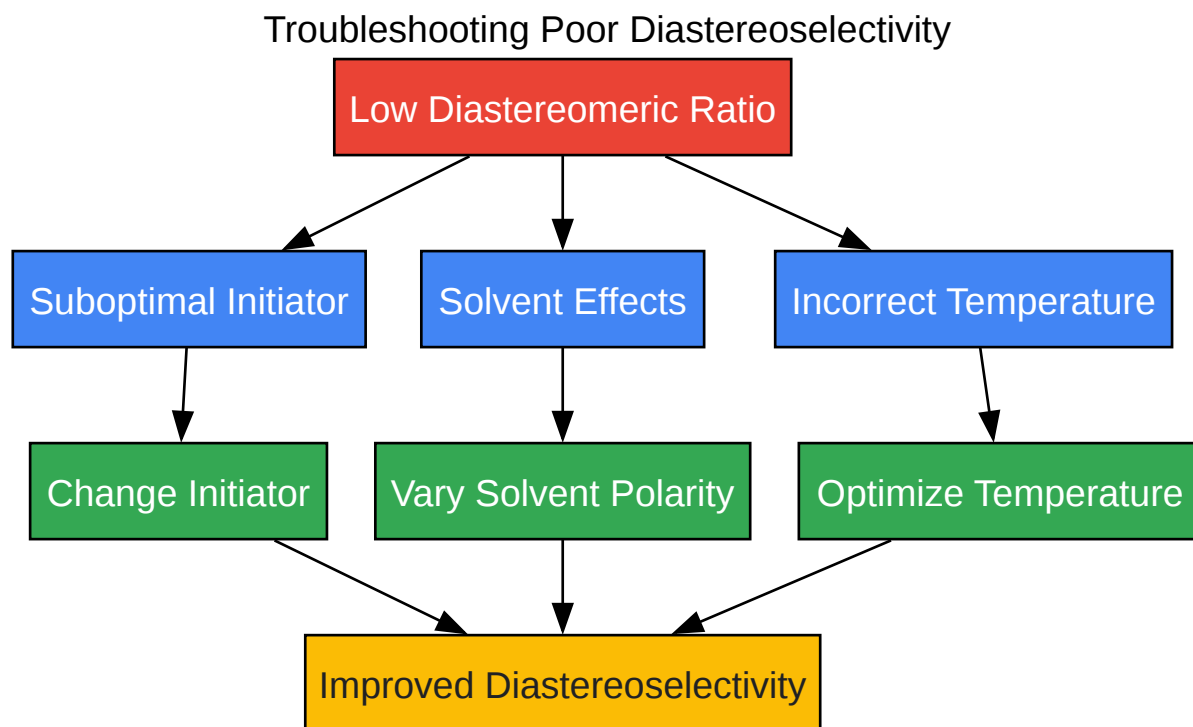 Troubleshooting Poor Diastereoselectivity
Low Diastereomeric Ratio
Suboptimal Initiator
Solvent Effects
Incorrect Temperature
Change Initiator
Vary Solvent Polarity
Optimize Temperature
Improved Diastereoselectivity